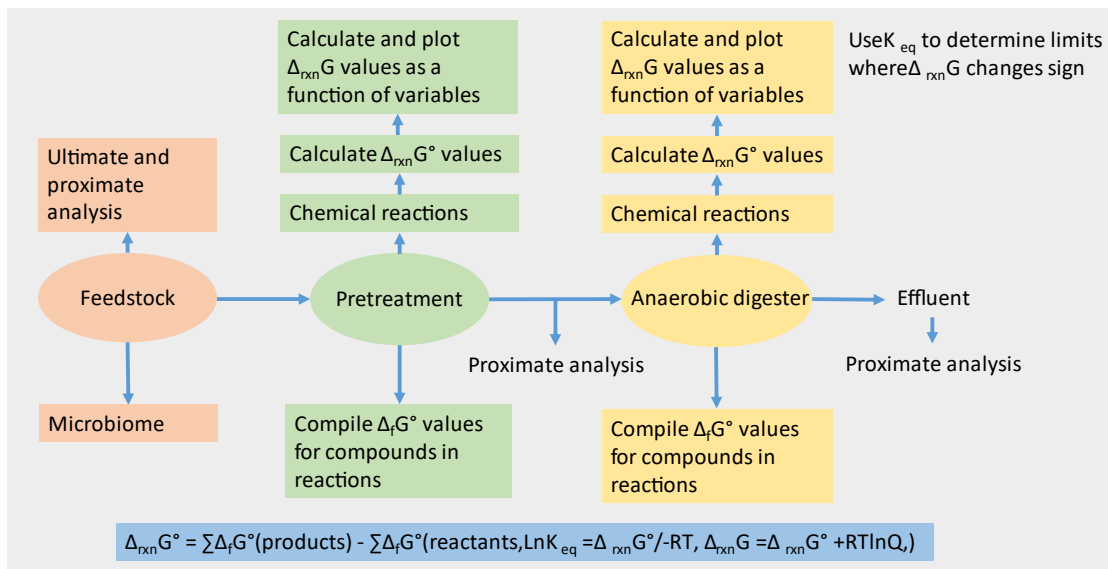 Calculate and plot
Δrxn​G values as a
function of variables
Calculate and plot
ΔrxnG values as a
function of variables
UseK eq to determine limits
whereΔ rxnG changes sign
Ultimate and
proximate
analysis
Calculate ΔrxnG° values
Calculate ΔrxnG° values
Chemical reactions
Chemical reactions
Feedstock
Pretreatment
Anaerobic digester
Effluent
Proximate analysis
Proximate analysis
Microbiome
Compile ΔfG° values
for compounds in
reactions
Compile ΔfG° values
for compounds in
reactions
ΔrxnG° = ∑ΔfG°(products) - ∑ΔfG°(reactants,LnK eq =Δ rxnG°/-RT, ΔrxnG =Δ rxnG° +RTlnQ,)